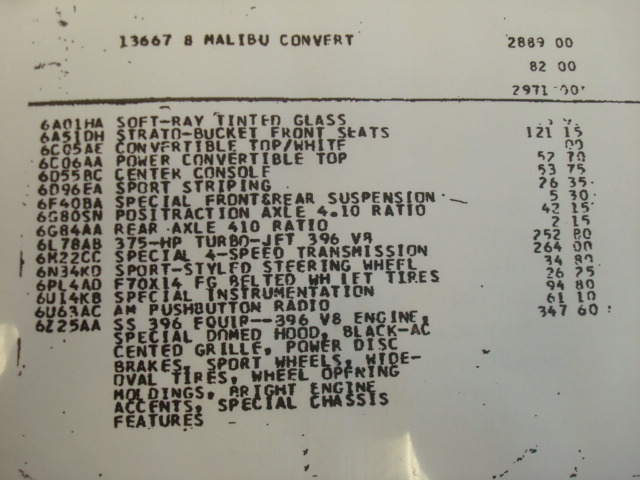 13667 8 MALIBU CONVERT 2889 00
82 00
2971 00
6A01HA SOFT-RAY TINTED GLASS
6A51DH STRATO-BUCKET FRONT SEATS 121 15
6C05AE CONVERTIBLE TOP/WHITE 00
6C06AA POWER CONVERTIBLE TOP 52 70
6D55BC CENTER CONSOLE 53 75
6D96EA SPORT STRIPING 26 35
6F40BA SPECIAL FRONT&REAR SUSPENSION 5 30
6G80SN POSITRACTION AXLE 4.10 RATIO 42 15
6G84AA REAR AXLE 410 RATIO 2 15
6L78AB 375-HP TURBO-JET 396 V8 252 80
6M22CC SPECIAL 4-SPEED TRANSMISSION 264 00
6N34KD SPORT-STYLED STEERING WHEEL 34 80
6PL4AD F70X14 FG BELTED WH LET TIRES 26 25
6U14KB SPECIAL INSTRUMENTATION 94 80
6U63AC AM PUSHBUTTON RADIO 61 10
6Z25AA SS 396 EQUIP--396 V8 ENGINE, 347 60
SPECIAL DOMED HOOD, BLACK-AC
CENTED GRILLE, POWER DISC
BRAKES, SPORT WHEELS, WIDE-
OVAL TIRES, WHEEL OPENING
MOLDINGS, BRIGHT ENGINE
ACCENTS, SPECIAL CHASSIS
FEATURES